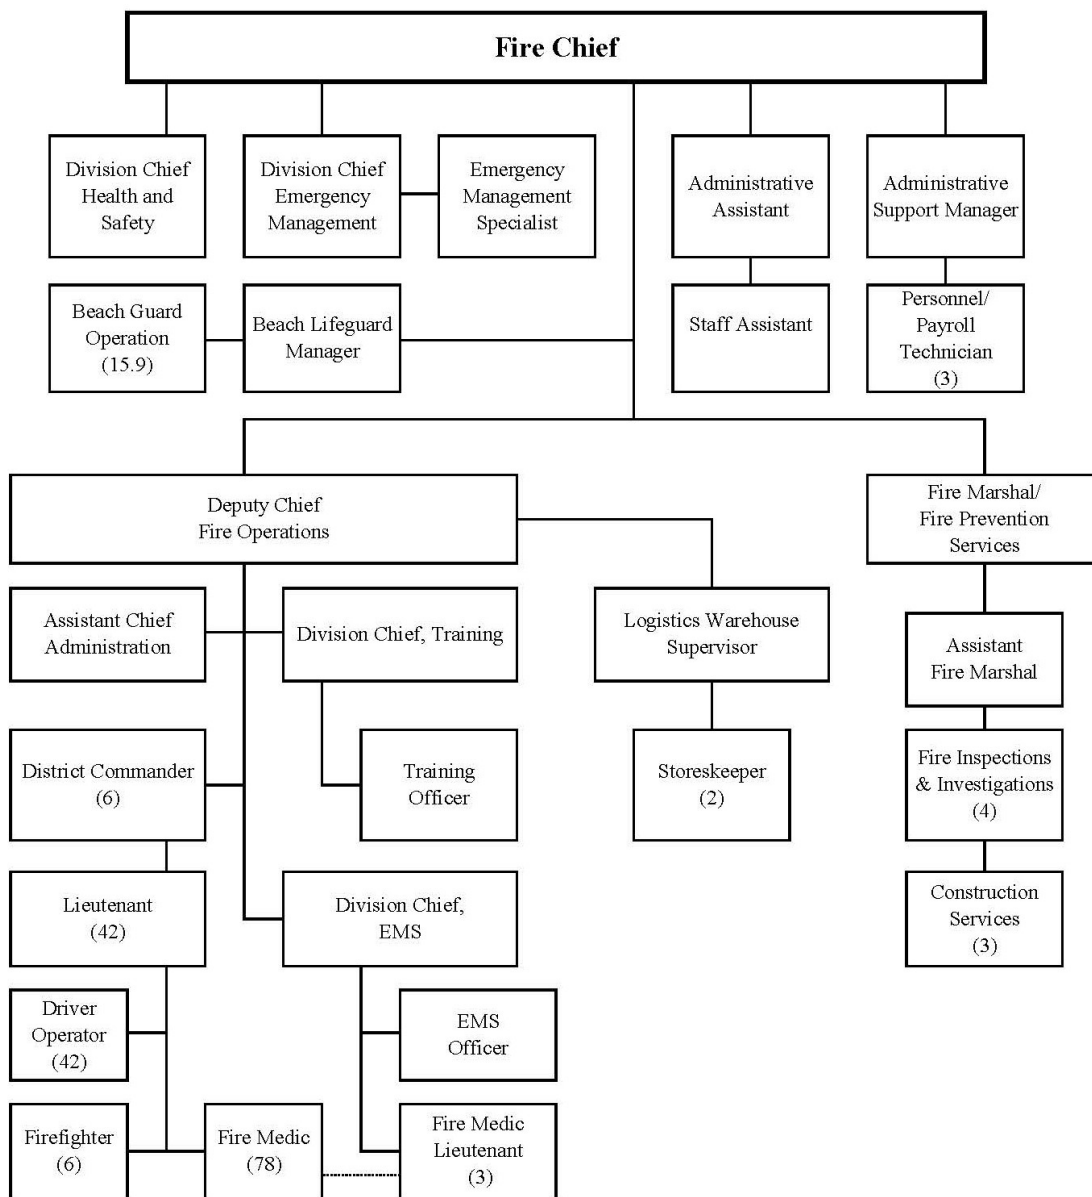 Fire Chief
Division Chief
Health and
Safety
Division Chief
Emergency
Management
Emergency
Management
Specialist
Administrative
Assistant
Administrative
Support Manager
Beach Guard
Operation
(15.9)
Beach Lifeguard
Manager
Staff Assistant
Personnel/
Payroll
Technician
(3)
Deputy Chief
Fire Operations
Fire Marshal/
Fire Prevention
Services
Assistant Chief
Administration
Division Chief, Training
Logistics Warehouse
Supervisor
Assistant
Fire Marshal
District Commander
(6)
Training
Officer
Storeskeeper
(2)
Fire Inspections
& Investigations
(4)
Lieutenant
(42)
Division Chief,
EMS
Construction
Services
(3)
Driver
Operator
(42)
EMS
Officer
Firefighter
(6)
Fire Medic
(78)
Fire Medic
Lieutenant
(3)